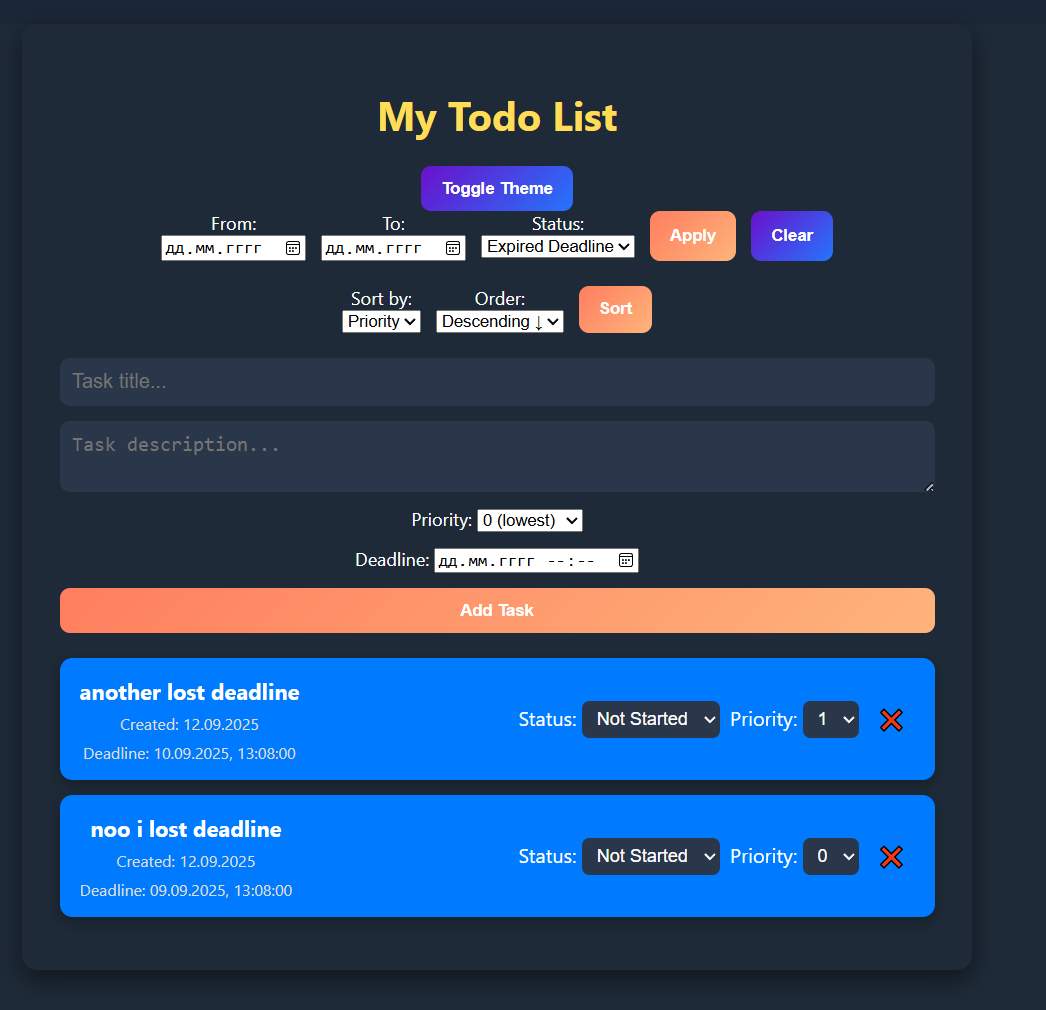 My Todo List
Toggle Theme
From: To: Status:
дд.мм.гггг дд.мм.гггг Expired Deadline Apply Clear
Sort by: Order:
Priority Descending ↓ Sort
Task title...
Task description...
Priority: 0 (lowest)
Deadline: дд.мм.гггг --:--
Add Task
another lost deadline
Created: 12.09.2025
Deadline: 10.09.2025, 13:08:00
Status: Not Started Priority: 1
noo i lost deadline
Created: 12.09.2025
Deadline: 09.09.2025, 13:08:00
Status: Not Started Priority: 0